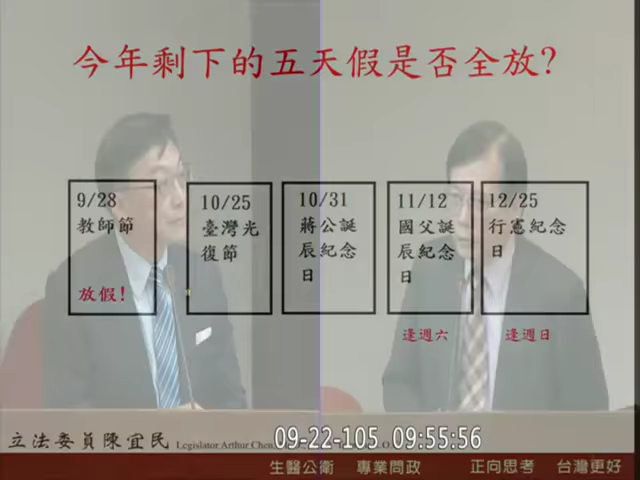 今年剩下的五天假是否全放?
9/28
教師節
放假!
10/25
臺灣光
復節
10/31
蔣公誕
辰紀念
日
11/12
國父誕
辰紀念
日
逢週六
12/25
行憲紀念
日
逢週日
立法委員陳宜民 Legislator Arthur Chen
09-22-105 09:55:56
生醫公衛 專業問政 正向思考 台灣更好